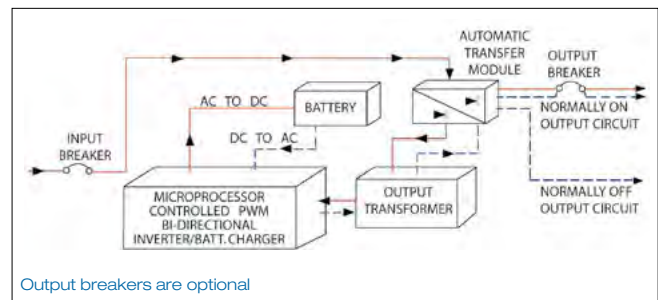 AUTOMATIC
TRANSFER
MODULE
OUTPUT
BREAKER
AC TO DC
BATTERY
NORMALLY ON
OUTPUT CIRCUIT
INPUT
BREAKER
DC TO AC
MICROPROCESSOR
CONTROLLED PWM
BI-DIRECTIONAL
INVERTER/BATT. CHARGER
OUTPUT
TRANSFORMER
NORMALLY OFF
OUTPUT CIRCUIT
Output breakers are optional